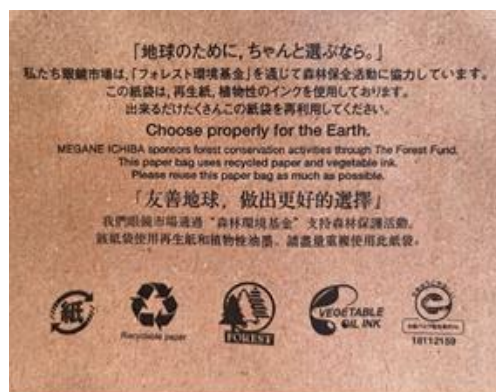 「地球のために，ちゃんと選ぶなら。」
私たち眼鏡市場は、「フォレスト環境基金」を通じて森林保全活動に協力しています。
この紙袋は、再生紙，植物性のインクを使用しております。
出来るだけたくさんこの紙袋を再利用してください。
Choose properly for the Earth.
MEGANE ICHIBA sponsors forest conservation activities through The Forest Fund.
This paper bag uses recycled paper and vegetable ink.
Please reuse this paper bag as much as possible.
「友善地球，做出更好的選擇」
我們眼鏡市場通過“森林環境基金”支持森林保護活動。
該紙袋使用再生紙和植物性油墨。請盡量重複使用此紙袋。
紙
Recyclable paper
FOREST
VEGETABLE
OIL INK
18112159